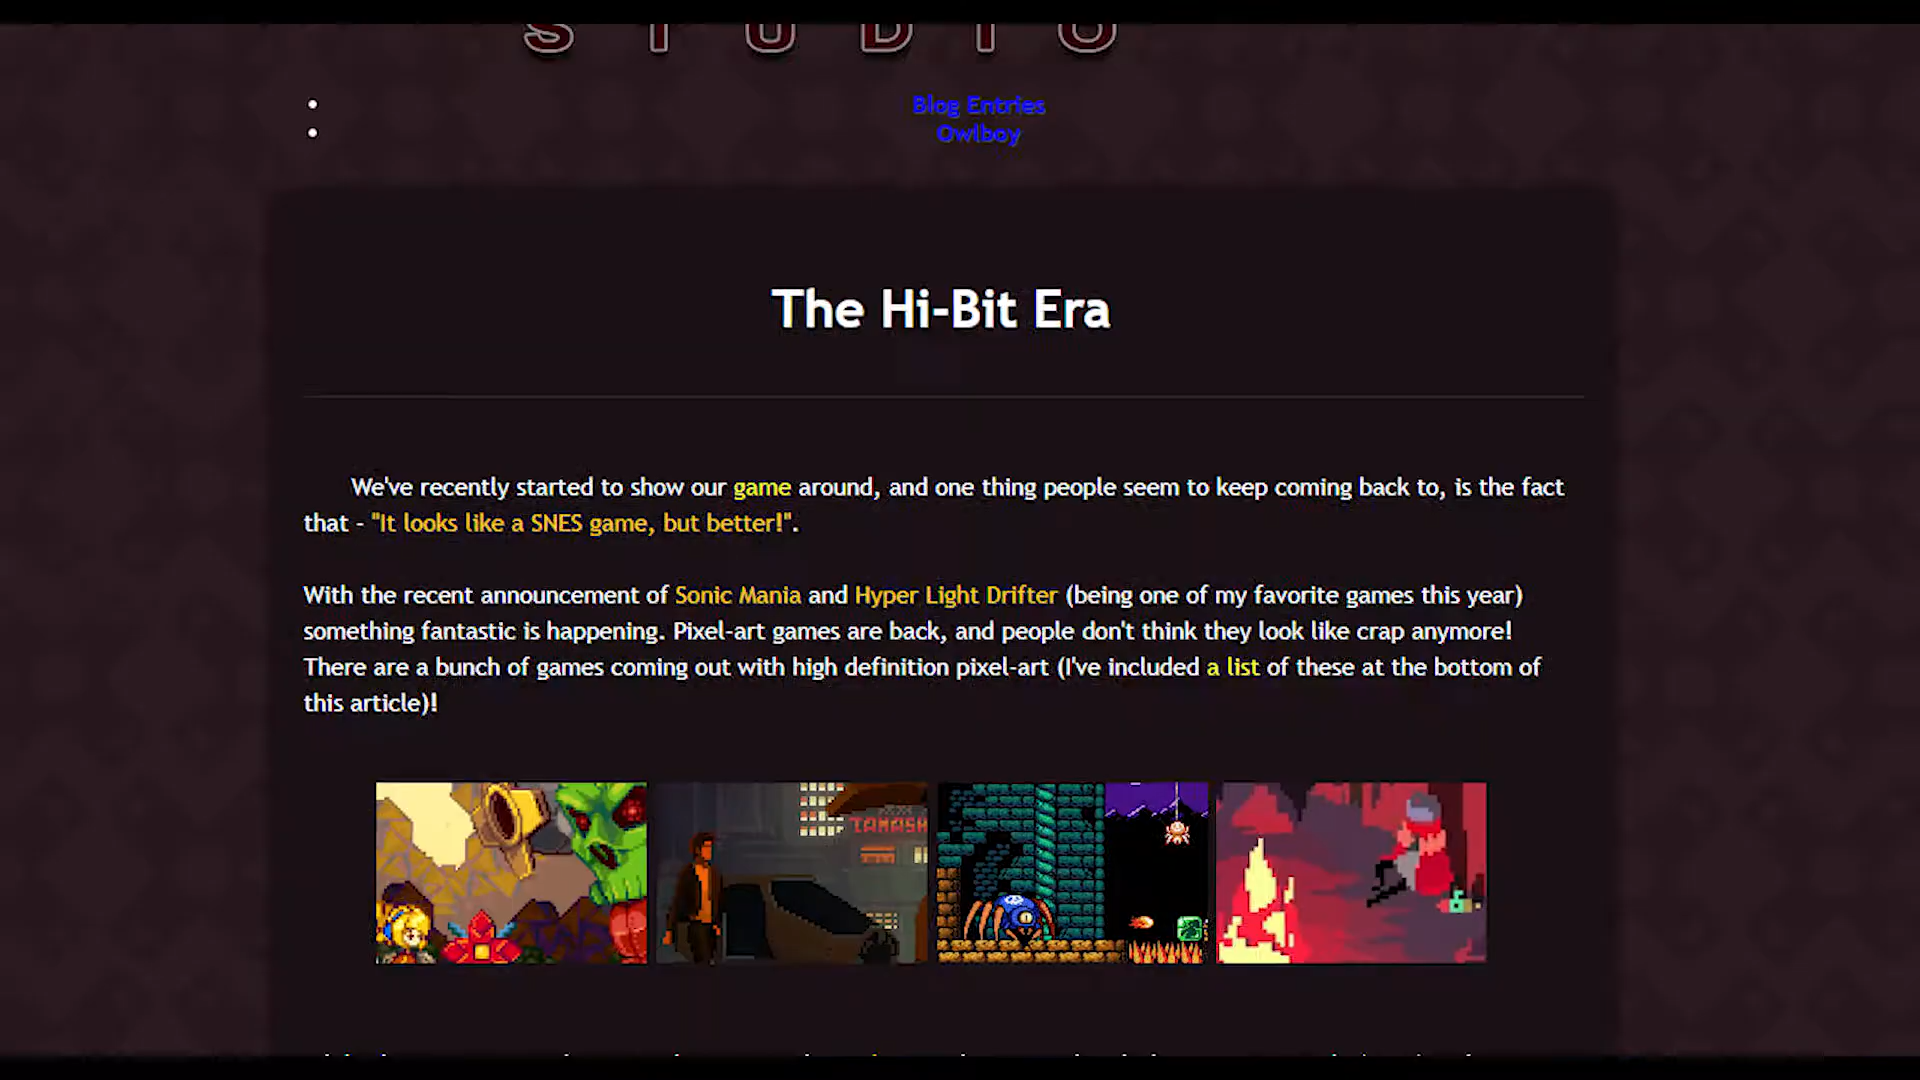 STUDIO
Blog Entries
Owlboy
The Hi-Bit Era
We've recently started to show our game around, and one thing people seem to keep coming back to, is the fact
that - "It looks like a SNES game, but better!".
With the recent announcement of Sonic Mania and Hyper Light Drifter (being one of my favorite games this year)
something fantastic is happening. Pixel-art games are back, and people don't think they look like crap anymore!
There are a bunch of games coming out with high definition pixel-art (I've included a list of these at the bottom of
this article)!